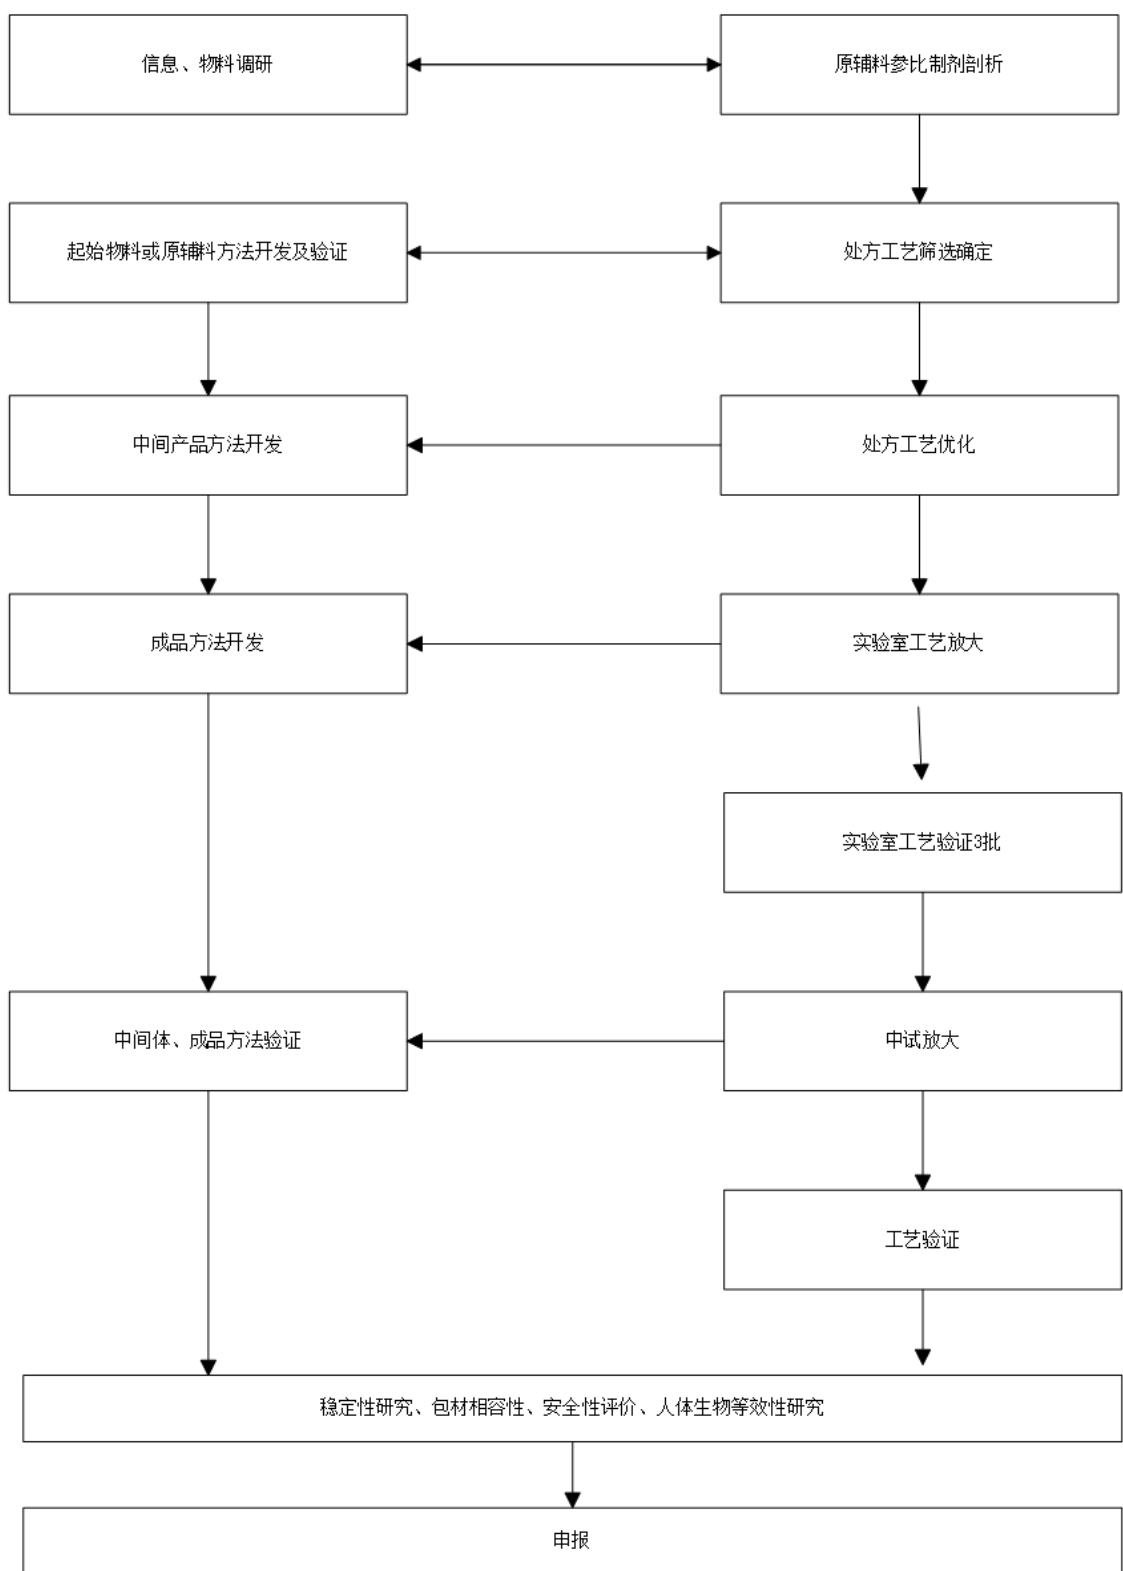 信息、物料调研
原辅料参比制剂剖析
起始物料或原辅料方法开发及验证
处方工艺筛选确定
中间产品方法开发
处方工艺优化
成品方法开发
实验室工艺放大
实验室工艺验证3批
中间体、成品方法验证
中试放大
工艺验证
稳定性研究、包材相容性、安全性评价、人体生物等效性研究
申报